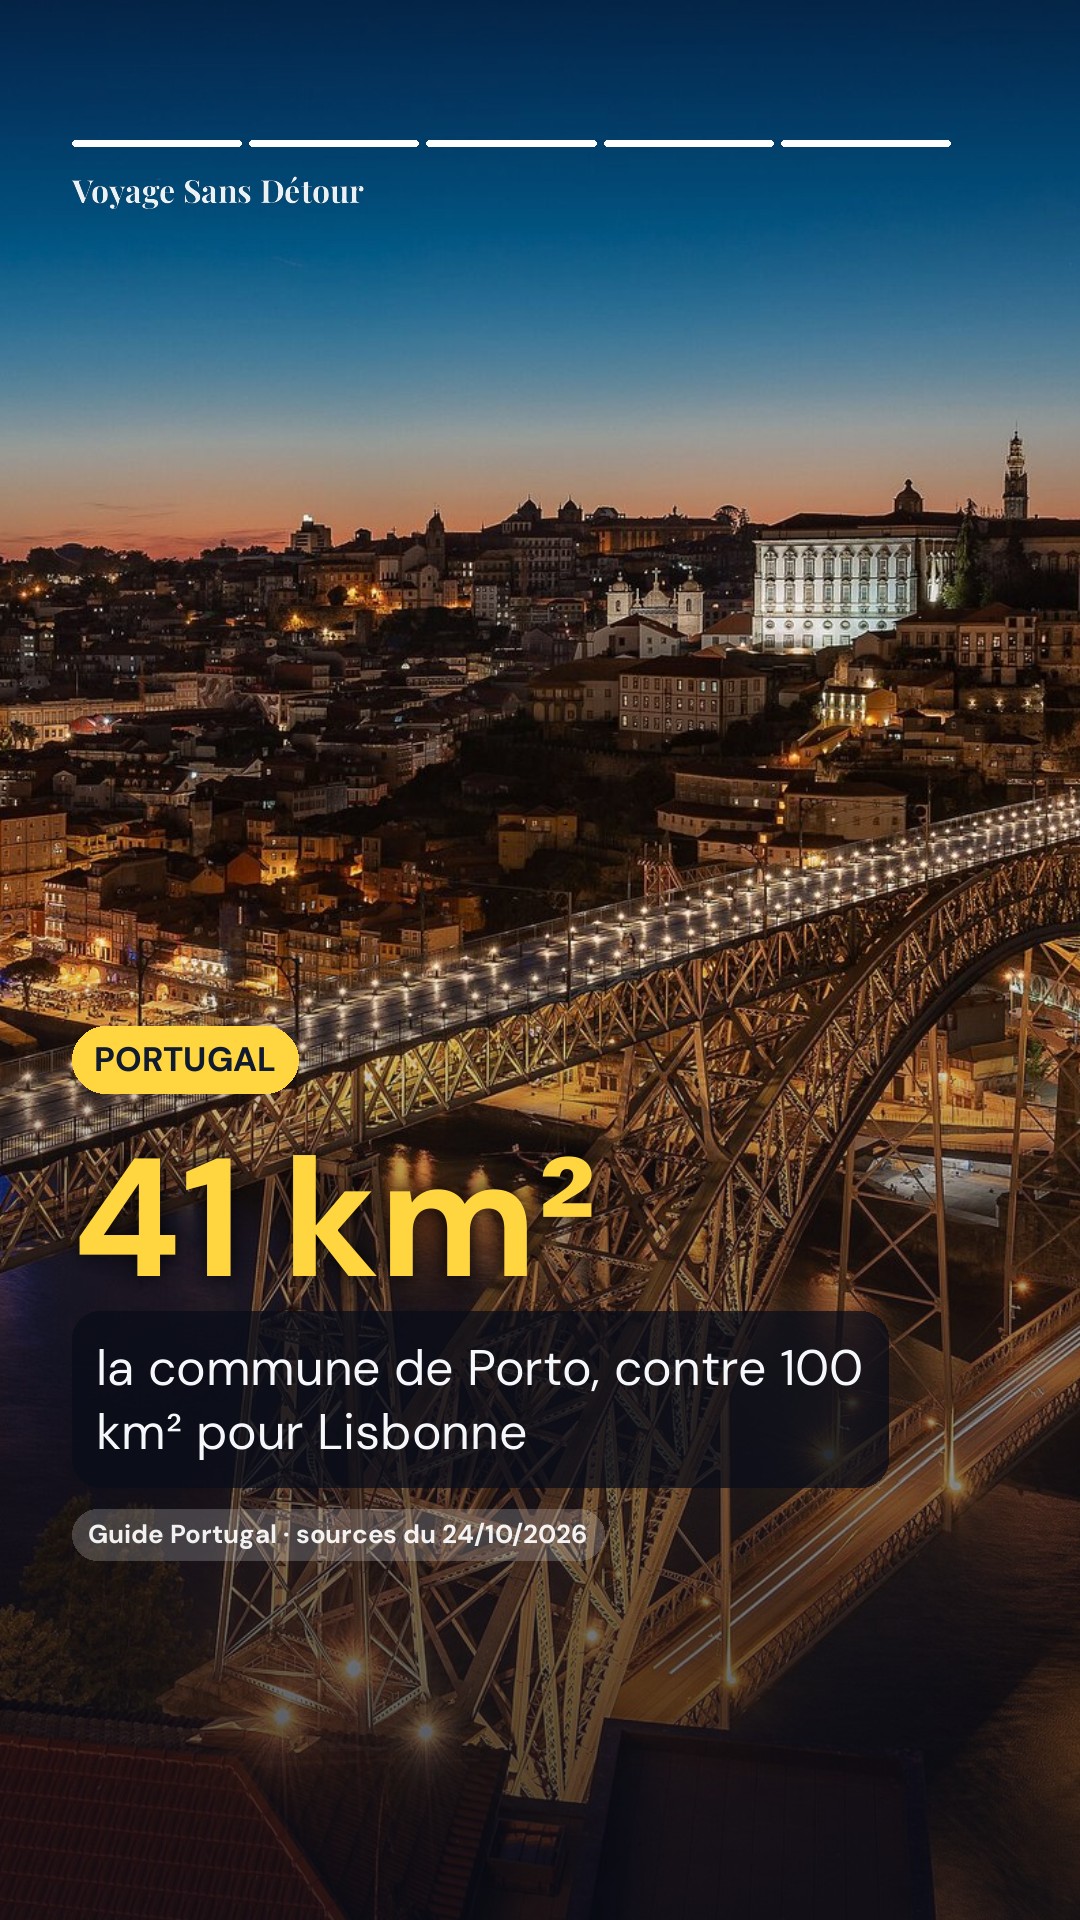 Voyage Sans Détour
PORTUGAL
41 km²
la commune de Porto, contre 100
km² pour Lisbonne
Guide Portugal · sources du 24/10/2026